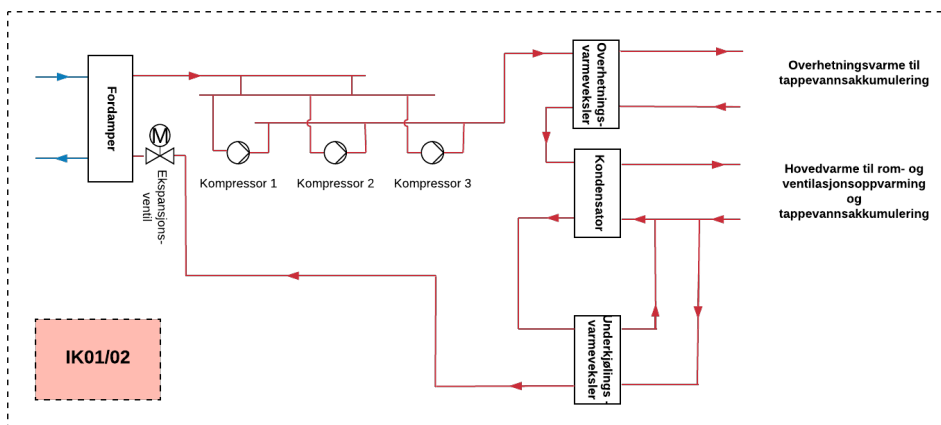 Fordamper
M
Ekspansjons-
ventil
Kompressor 1
Kompressor 2
Kompressor 3
Overhetnings-
varmeveksler
Overhetningsvarme til
tappevannsakkumulering
Kondensator
Hovedvarme til rom- og
ventilasjonsoppvarming
og
tappevannsakkumulering
Underkjølings -
varmeveksler
IK01/02